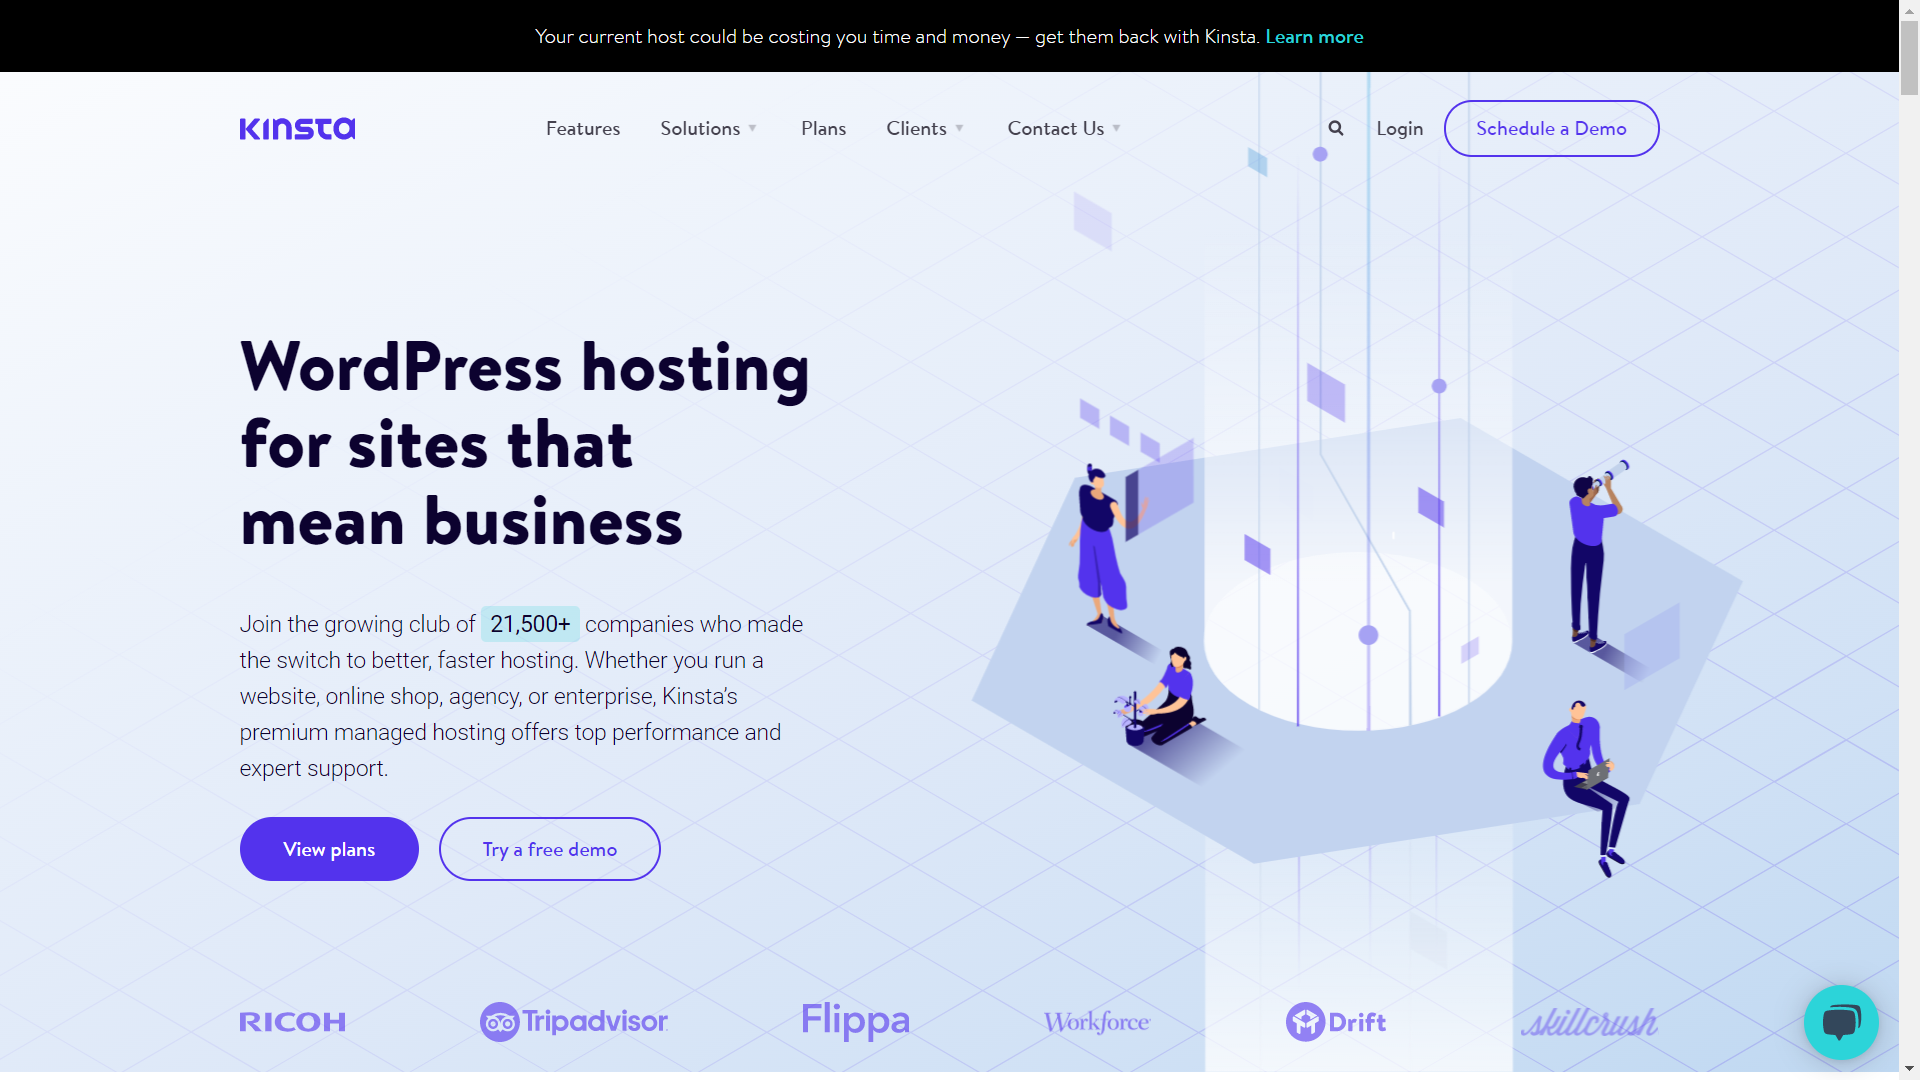 Your current host could be costing you time and money — get them back with Kinsta. Learn more
KINSTA
Features
Solutions
Plans
Clients
Contact Us
Login
Schedule a Demo
WordPress hosting
for sites that
mean business
Join the growing club of 21,500+ companies who made
the switch to better, faster hosting. Whether you run a
website, online shop, agency, or enterprise, Kinsta’s
premium managed hosting offers top performance and
expert support.
View plans
Try a free demo
RICOH
Tripadvisor
Flippa
Workforce
Drift
skillcrush